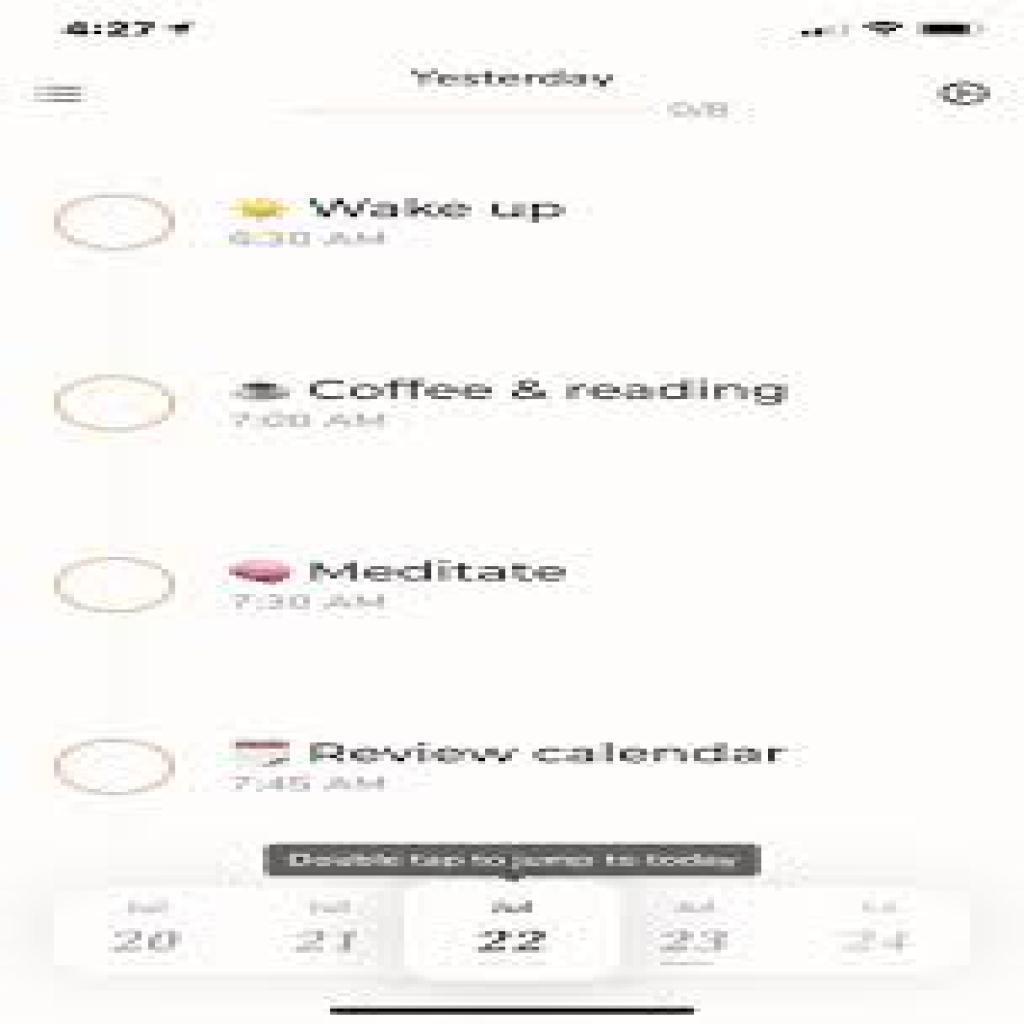 4:27
Yesterday
0/8
Wake up
6:30 AM
Coffee & reading
7:00 AM
Meditate
7:30 AM
Review calendar
7:45 AM
Double tap to jump to today
Jul Jul Jul Jul Jul
20 21 22 23 24